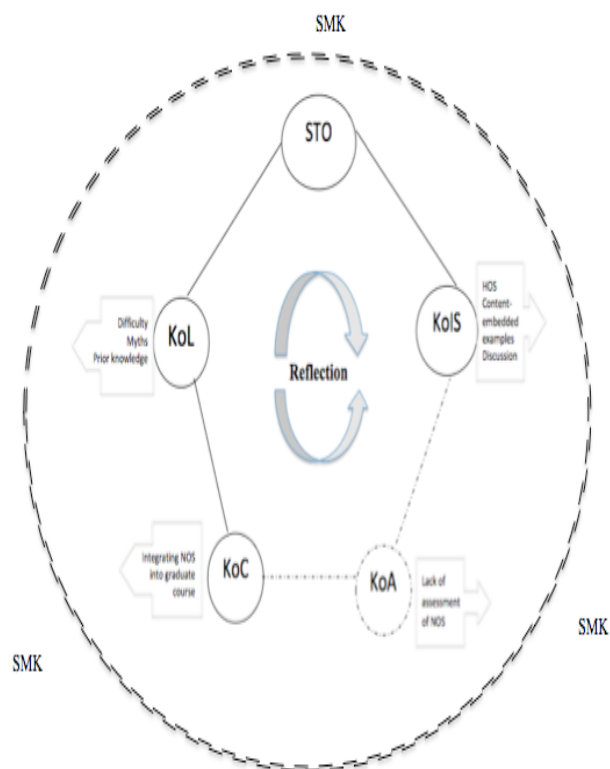 SMK
STO
HOS
Content-
embedded
examples
Discussion
KoIS
Difficulty
Myths
Prior knowledge
KoL
Reflection
Integrating NOS
into graduate
course
KoC
KoA
Lack of
assessment
of NOS
SMK
SMK